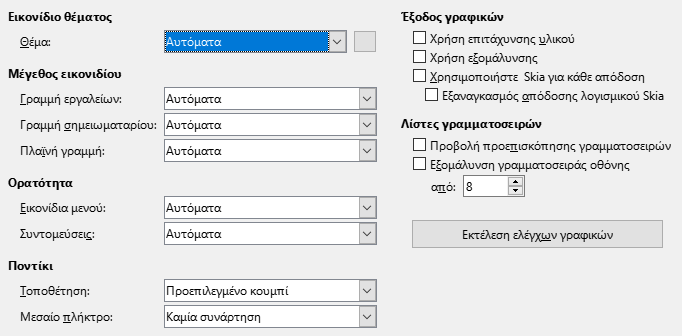 Εικονίδιο θέματος
Θέμα: Αυτόματα
Μέγεθος εικονιδίου
Γραμμή εργαλείων: Αυτόματα
Γραμμή σημειωματαρίου: Αυτόματα
Πλαϊνή γραμμή: Αυτόματα
Ορατότητα
Εικονίδια μενού: Αυτόματα
Συντομεύσεις: Αυτόματα
Ποντίκι
Τοποθέτηση: Προεπιλεγμένο κουμπί
Μεσαίο πλήκτρο: Καμία συνάρτηση
Έξοδος γραφικών
Χρήση επιτάχυνσης υλικού
Χρήση εξομάλυνσης
Χρησιμοποιήστε Skia για κάθε απόδοση
Εξαναγκασμός απόδοσης λογισμικού Skia
Λίστες γραμματοσειρών
Προβολή προεπισκόπησης γραμματοσειρών
Εξομάλυνση γραμματοσειράς οθόνης
από: 8
Εκτέλεση ελέγχων γραφικών